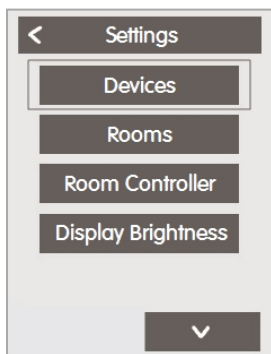 Settings
Devices
Rooms
Room Controller
Display Brightness